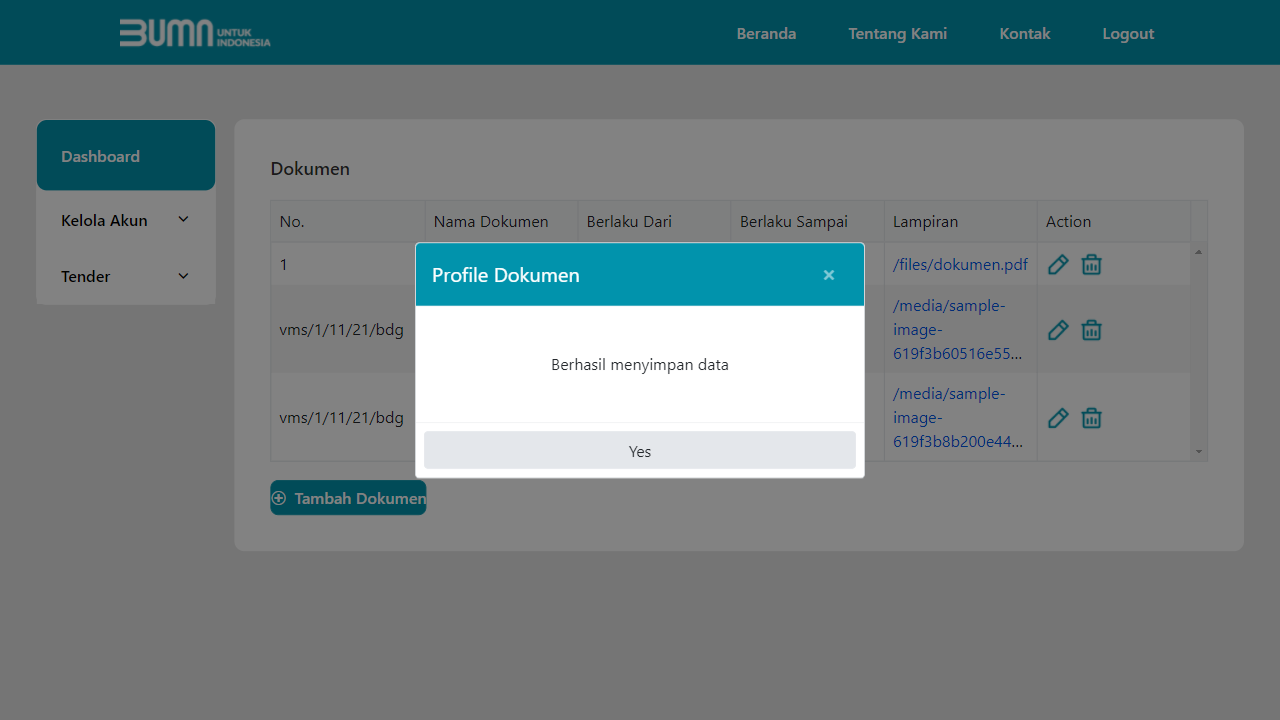 BUMN UNTUK INDONESIA
Beranda
Tentang Kami
Kontak
Logout
Dashboard
Kelola Akun
Tender
Dokumen
No.
Nama Dokumen
Berlaku Dari
Berlaku Sampai
Lampiran
Action
1
/files/dokumen.pdf
vms/1/11/21/bdg
/media/sample-
image-
619f3b60516e55...
vms/1/11/21/bdg
/media/sample-
image-
619f3b8b200e44...
Tambah Dokumen
Profile Dokumen
×
Berhasil menyimpan data
Yes